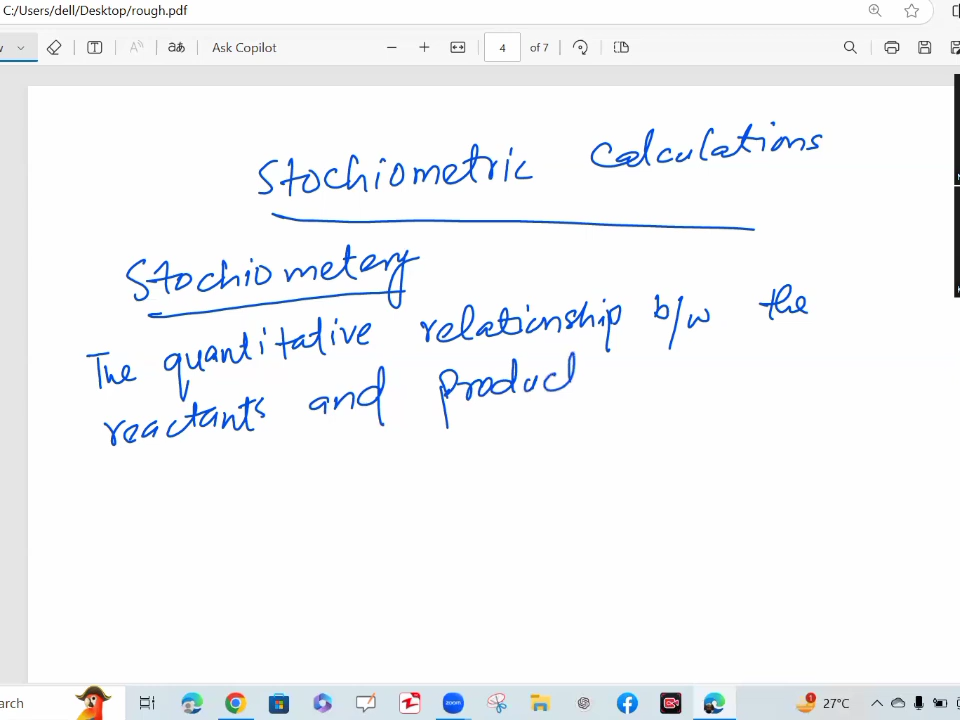 C:/Users/dell/Desktop/rough.pdf
Ask Copilot
4 of 7
Stochiometric Calculations
Stochiometery
The quantitative relationship b/w the
reactants and Product
arch
zoom
27°C